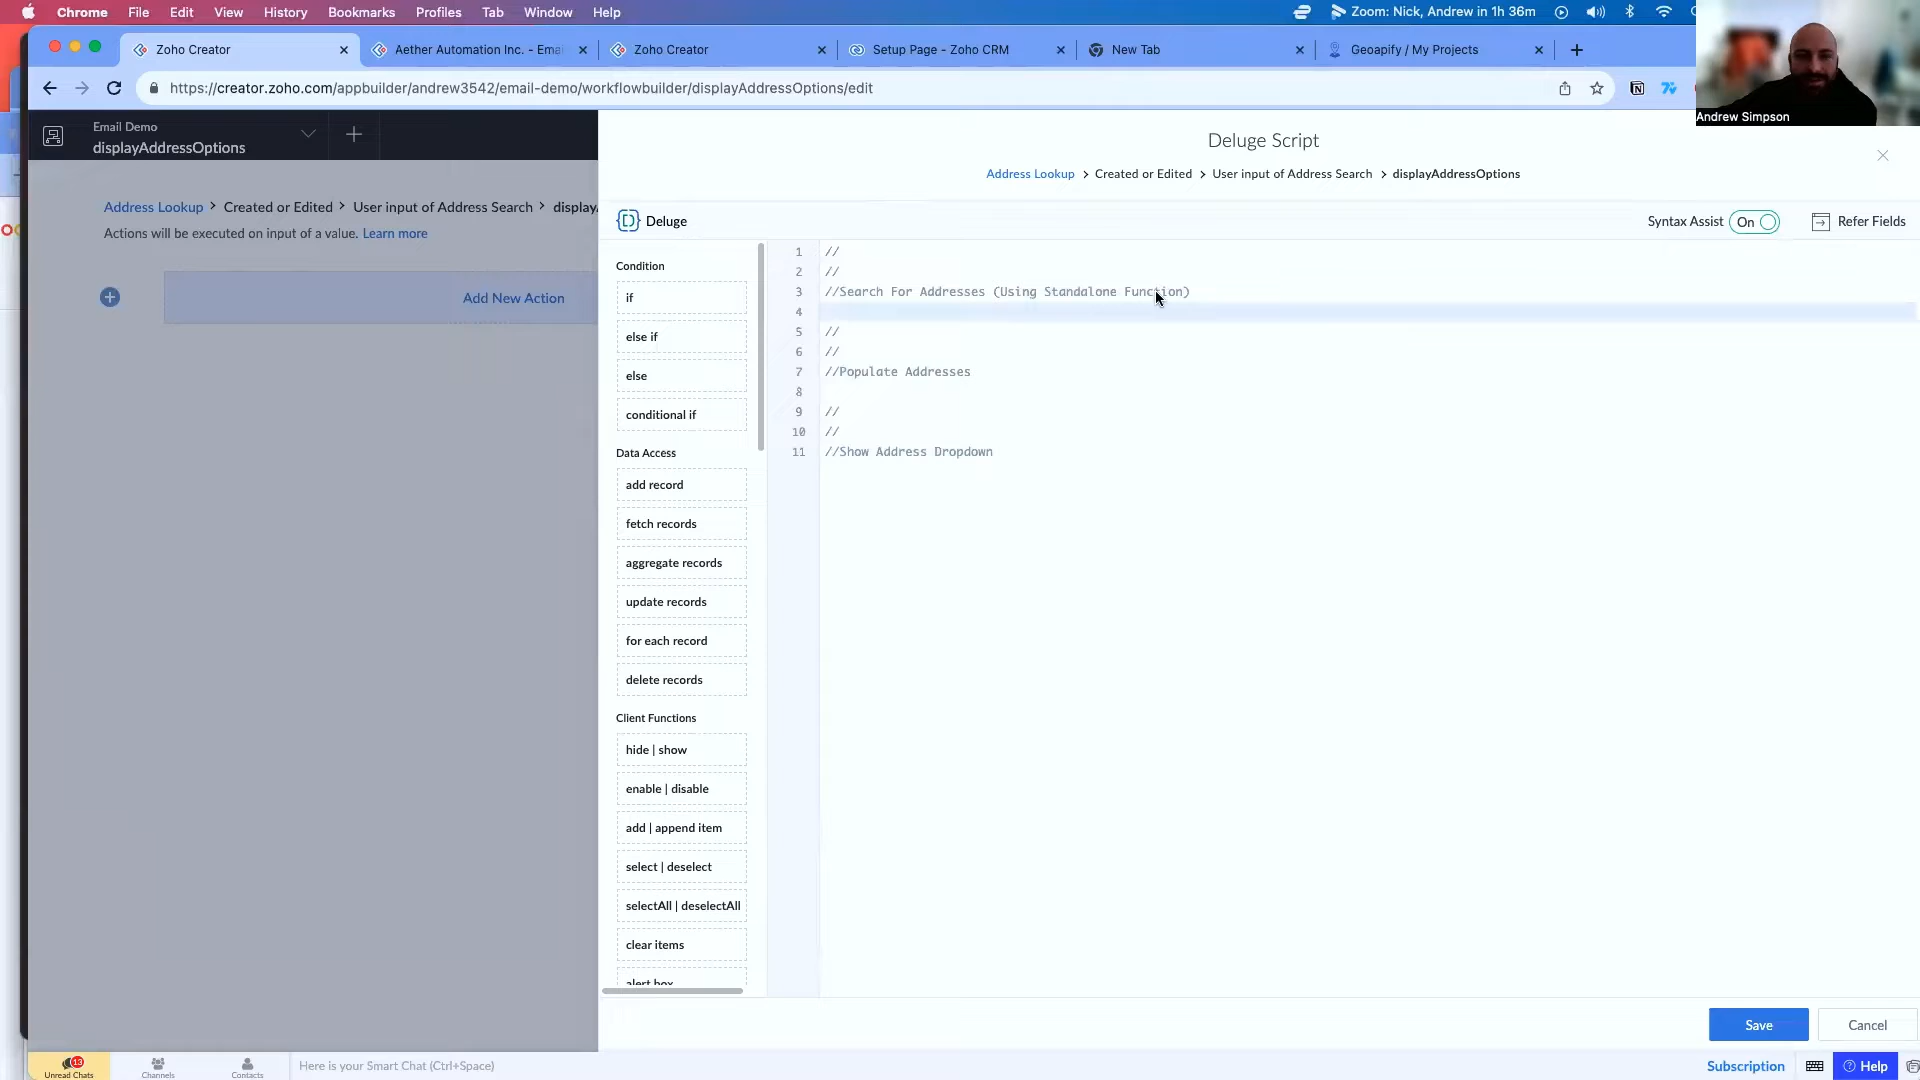 Chrome File Edit View History Bookmarks Profiles Tab Window Help
Zoom: Nick, Andrew in 1h 36m
Zoho Creator
Aether Automation Inc. - Emai
Zoho Creator
Setup Page - Zoho CRM
New Tab
Geoapify / My Projects
https://creator.zoho.com/appbuilder/andrew3542/email-demo/workflowbuilder/displayAddressOptions/edit
Andrew Simpson
Email Demo
displayAddressOptions
Address Lookup > Created or Edited > User input of Address Search > display
Actions will be executed on input of a value. Learn more
Add New Action
Deluge Script
Address Lookup > Created or Edited > User input of Address Search > displayAddressOptions
Deluge
Syntax Assist On
Refer Fields
Condition
if
else if
else
conditional if
Data Access
add record
fetch records
aggregate records
update records
for each record
delete records
Client Functions
hide | show
enable | disable
add | append item
select | deselect
selectAll | deselectAll
clear items
alert box
1 //
2 //
3 //Search For Addresses (Using Standalone Function)
4
5 //
6 //
7 //Populate Addresses
8
9 //
10 //
11 //Show Address Dropdown
Save
Cancel
13
Unread Chats
Channels
Contacts
Here is your Smart Chat (Ctrl+Space)
Subscription
Help